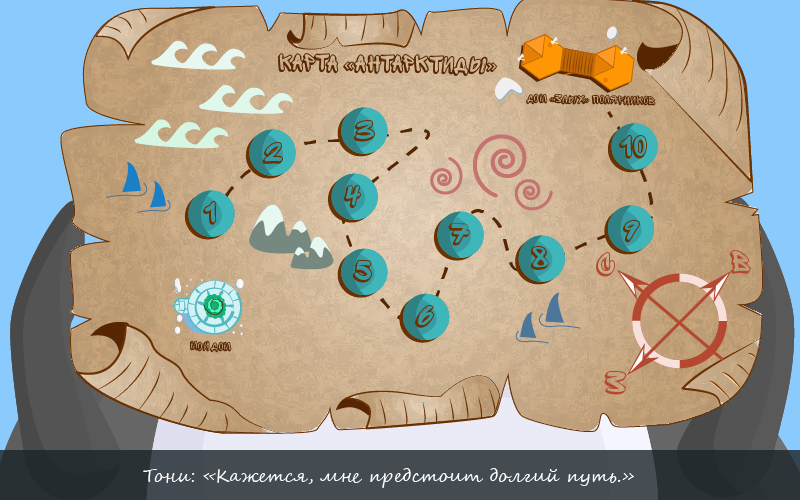 КАРТА «АНТАРКТИДЫ»
ДОМ «ЗЛЫХ» ПОЛЯРНИКОВ
3
10
2
4
1
9
7
8
С
В
5
6
МОЙ ДОМ
З
Тони: «Кажется, мне предстоит долгий путь.»